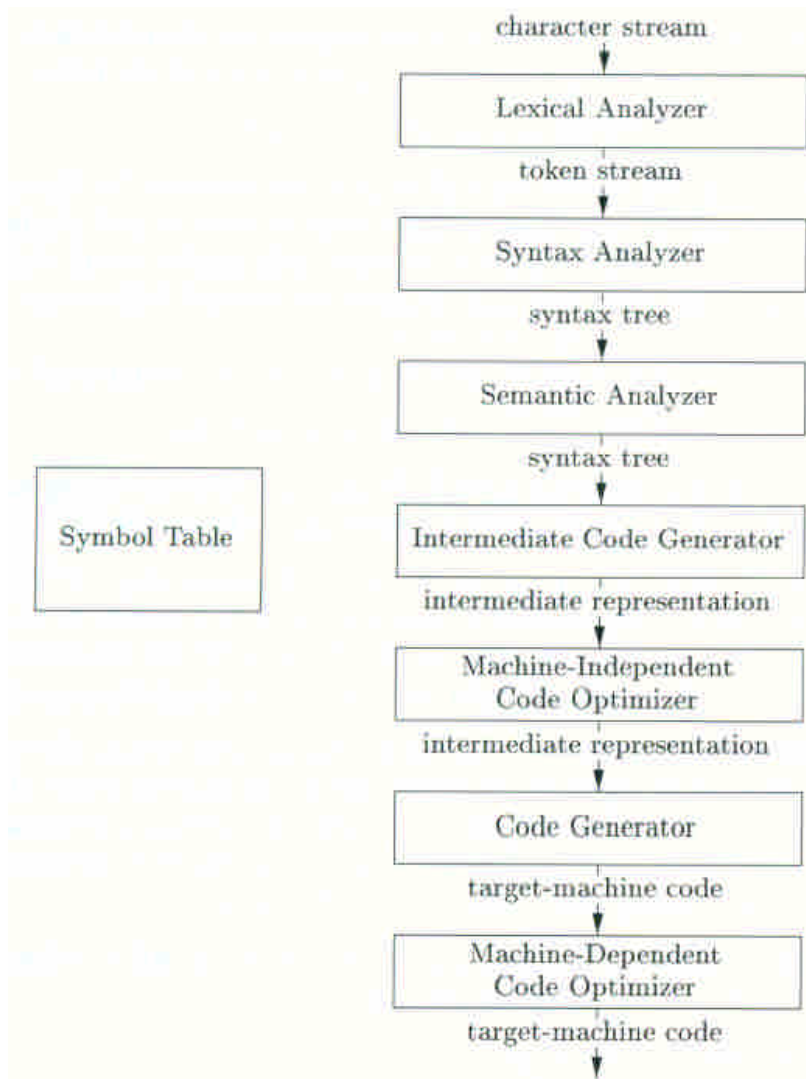 character stream
Lexical Analyzer
token stream
Syntax Analyzer
syntax tree
Semantic Analyzer
syntax tree
Symbol Table
Intermediate Code Generator
intermediate representation
Machine-Independent
Code Optimizer
intermediate representation
Code Generator
target-machine code
Machine-Dependent
Code Optimizer
target-machine code